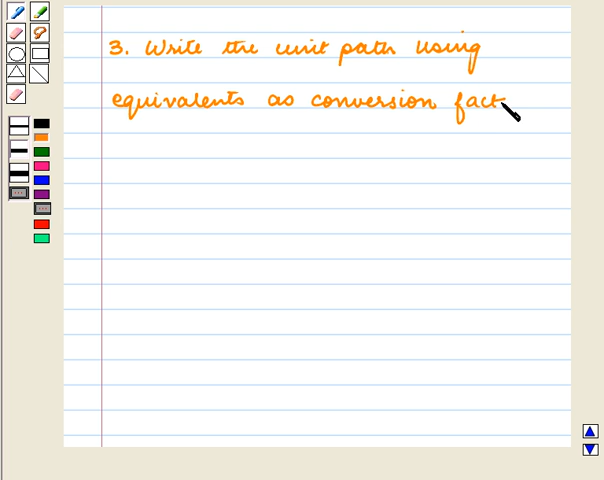 3. Write the unit path using
equivalents as conversion fact